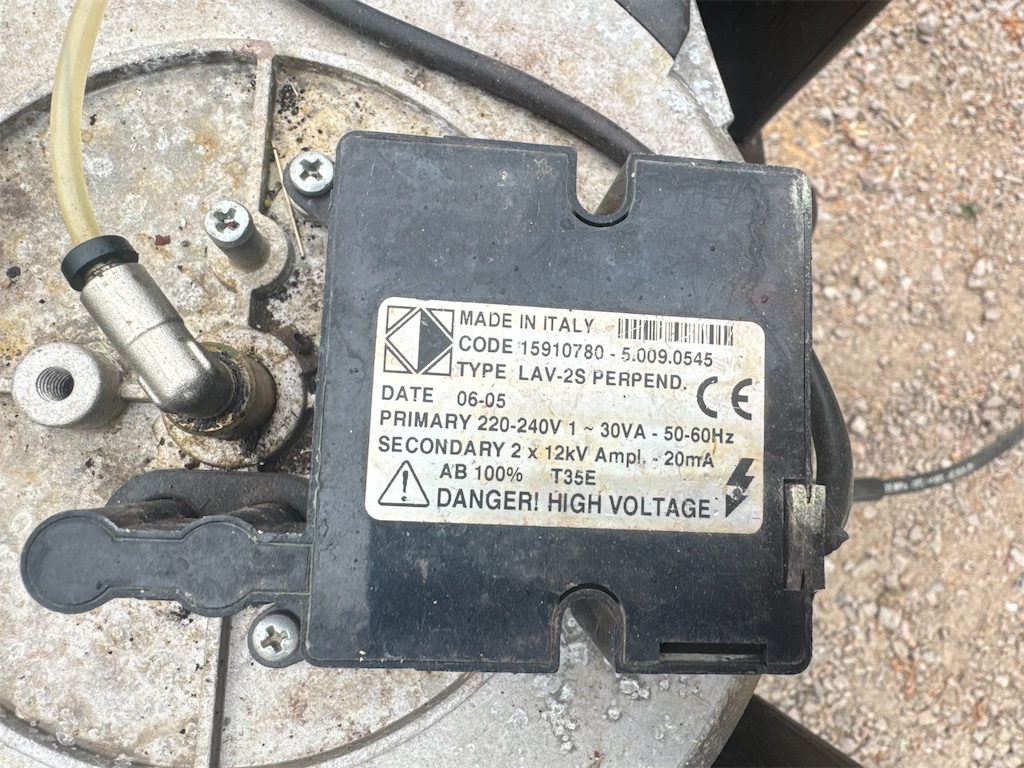 MADE IN ITALY
CODE 15910780 - 5.009.0545
TYPE LAV-2S PERPEND.
CE
DATE 06-05
PRIMARY 220-240V 1 ~ 30VA - 50-60Hz
SECONDARY 2 x 12kV Ampl. - 20mA
AB 100% T35E
DANGER! HIGH VOLTAGE